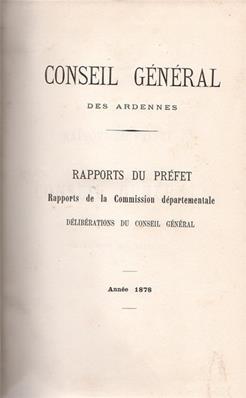 CONSEIL GÉNÉRAL
DES ARDENNES
RAPPORTS DU PRÉFET
Rapports de la Commission départementale
DÉLIBÉRATIONS DU CONSEIL GÉNÉRAL
Année 1878